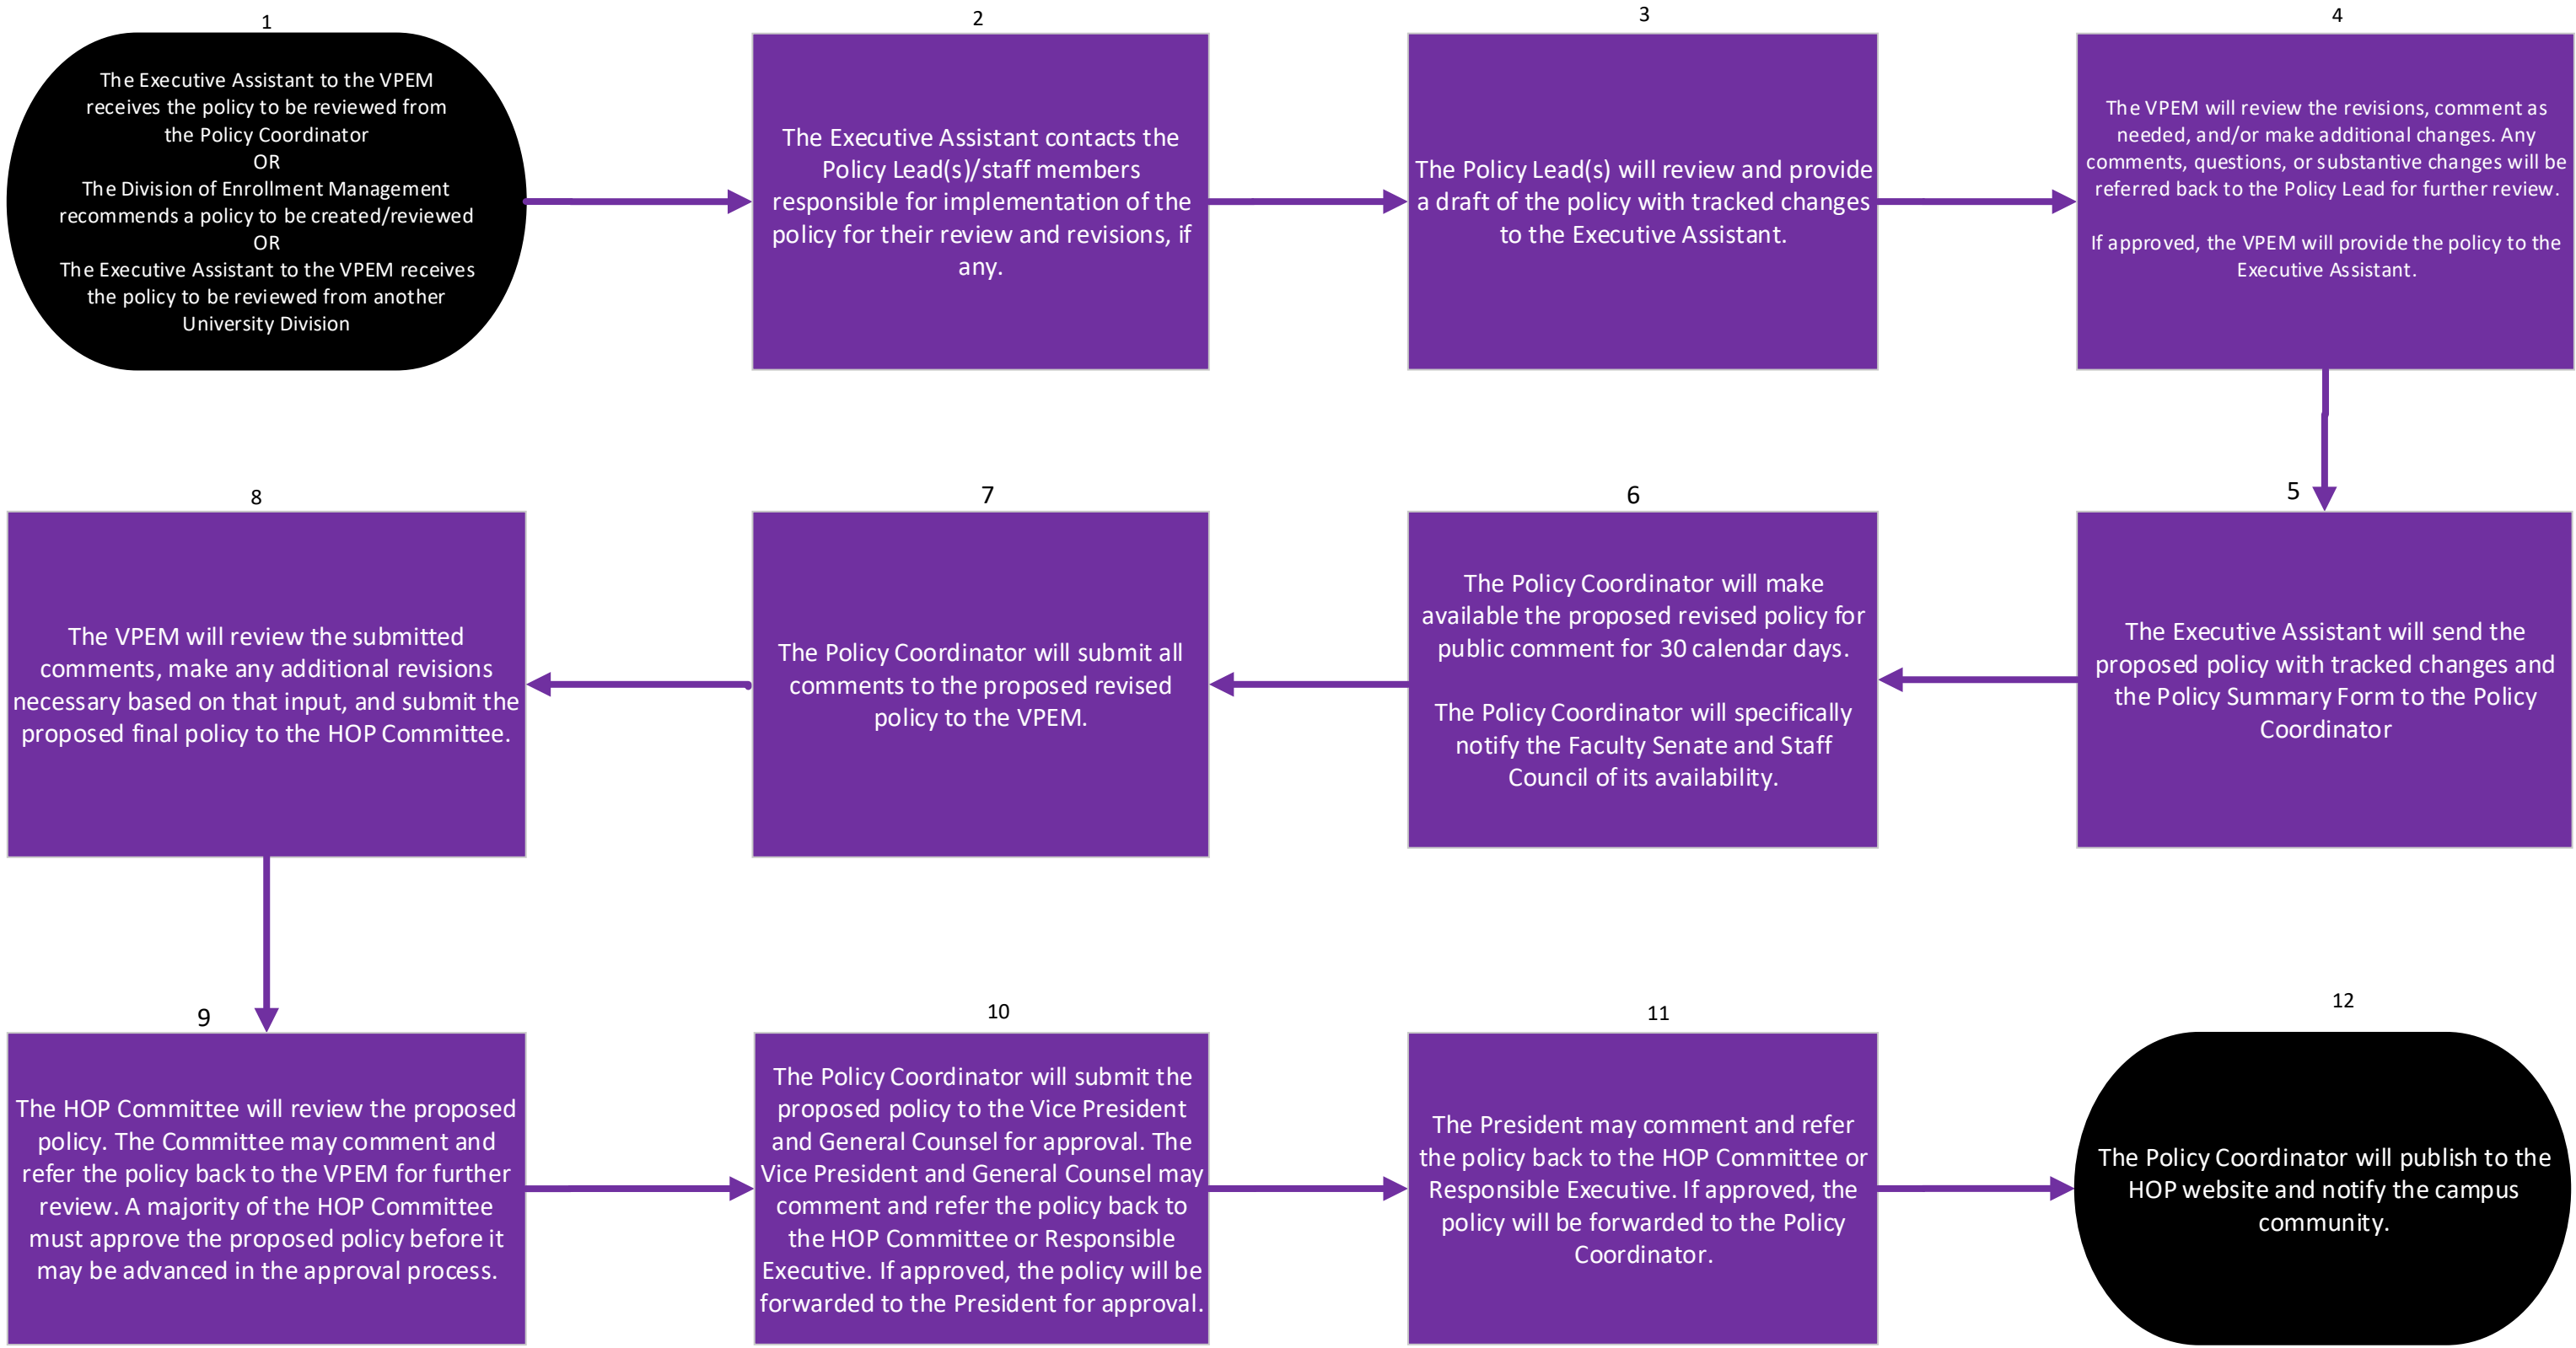 1
The Executive Assistant to the VPEM
receives the policy to be reviewed from
the Policy Coordinator
OR
The Division of Enrollment Management
recommends a policy to be created/reviewed
OR
The Executive Assistant to the VPEM receives
the policy to be reviewed from another
University Division
2
The Executive Assistant contacts the
Policy Lead(s)/staff members
responsible for implementation of the
policy for their review and revisions, if
any.
3
The Policy Lead(s) will review and provide
a draft of the policy with tracked changes
to the Executive Assistant.
4
The VPEM will review the revisions, comment as
needed, and/or make additional changes. Any
comments, questions, or substantive changes will be
referred back to the Policy Lead for further review.
If approved, the VPEM will provide the policy to the
Executive Assistant.
5
The Executive Assistant will send the
proposed policy with tracked changes and
the Policy Summary Form to the Policy
Coordinator
6
The Policy Coordinator will make
available the proposed revised policy for
public comment for 30 calendar days.
The Policy Coordinator will specifically
notify the Faculty Senate and Staff
Council of its availability.
7
The Policy Coordinator will submit all
comments to the proposed revised
policy to the VPEM.
8
The VPEM will review the submitted
comments, make any additional revisions
necessary based on that input, and submit the
proposed final policy to the HOP Committee.
9
The HOP Committee will review the proposed
policy. The Committee may comment and
refer the policy back to the VPEM for further
review. A majority of the HOP Committee
must approve the proposed policy before it
may be advanced in the approval process.
10
The Policy Coordinator will submit the
proposed policy to the Vice President
and General Counsel for approval. The
Vice President and General Counsel may
comment and refer the policy back to
the HOP Committee or Responsible
Executive. If approved, the policy will be
forwarded to the President for approval.
11
The President may comment and refer
the policy back to the HOP Committee or
Responsible Executive. If approved, the
policy will be forwarded to the Policy
Coordinator.
12
The Policy Coordinator will publish to the
HOP website and notify the campus
community.